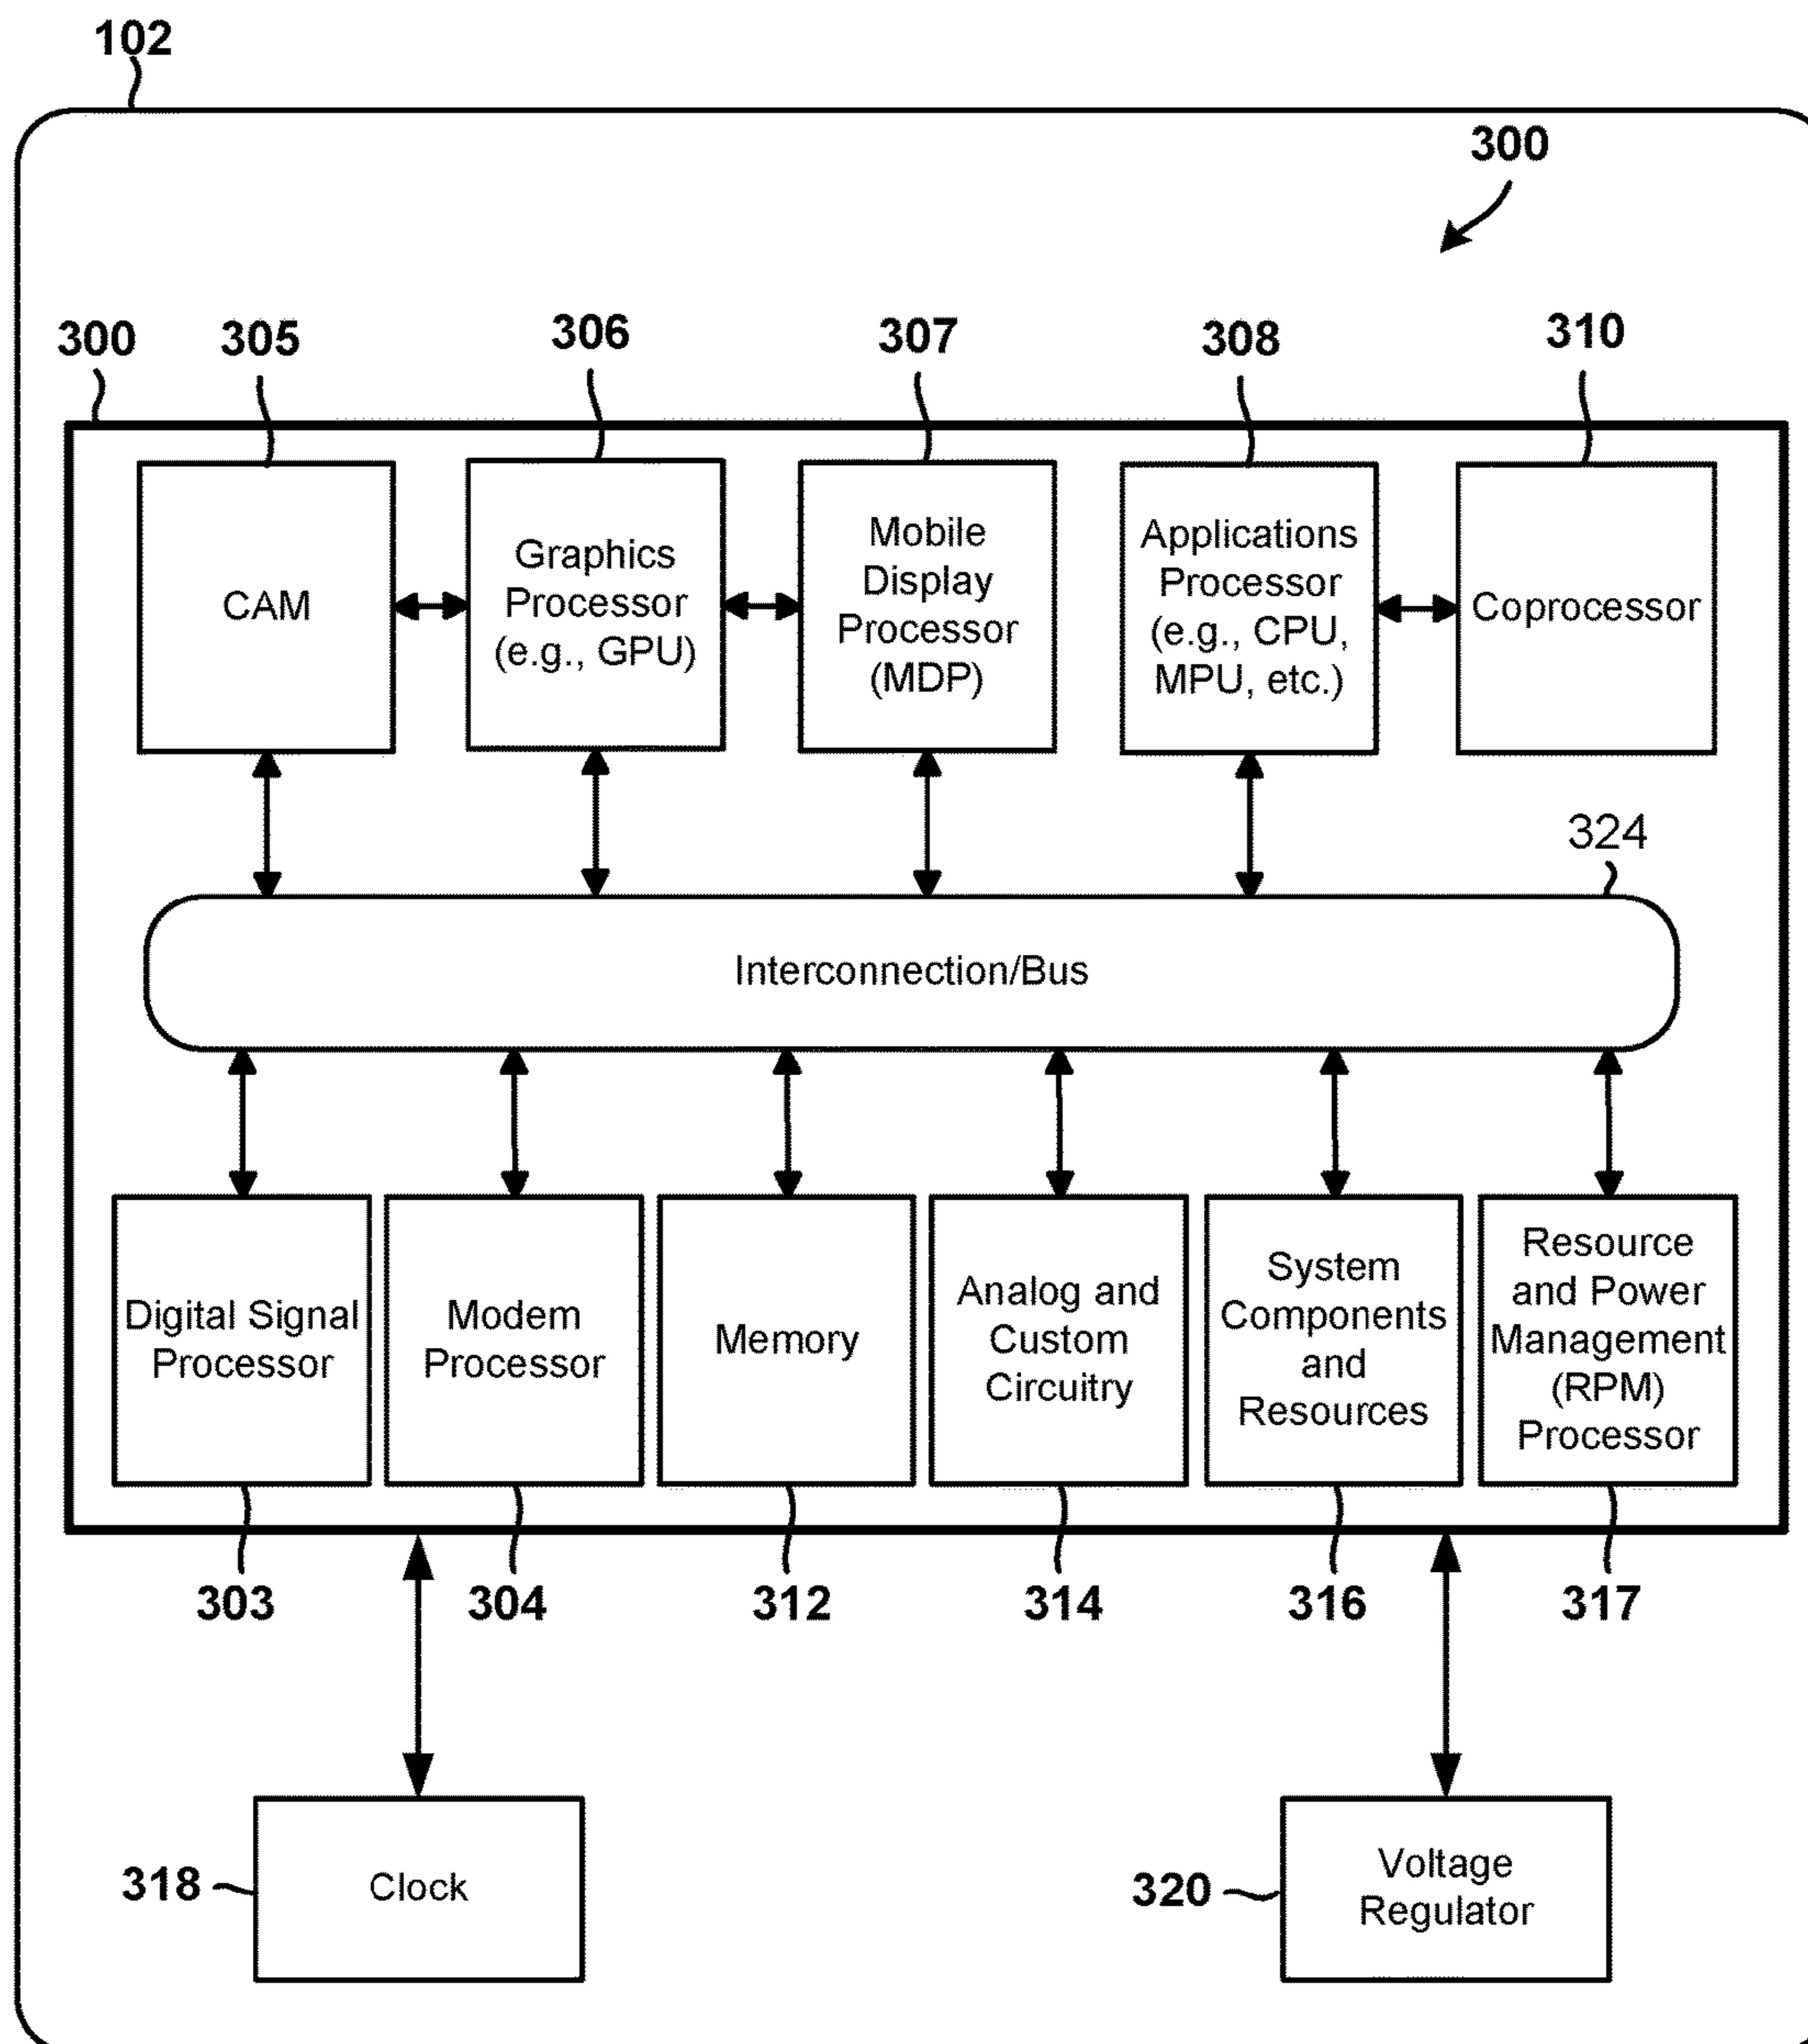 102
300
300
305
306
307
308
310
CAM
Graphics
Processor
(e.g., GPU)
Mobile
Display
Processor
(MDP)
Applications
Processor
(e.g., CPU,
MPU, etc.)
Coprocessor
324
Interconnection/Bus
Digital Signal
Processor
Modem
Processor
Memory
Analog and
Custom
Circuitry
System
Components
and
Resources
Resource
and Power
Management
(RPM)
Processor
303
304
312
314
316
317
318
Clock
320
Voltage
Regulator